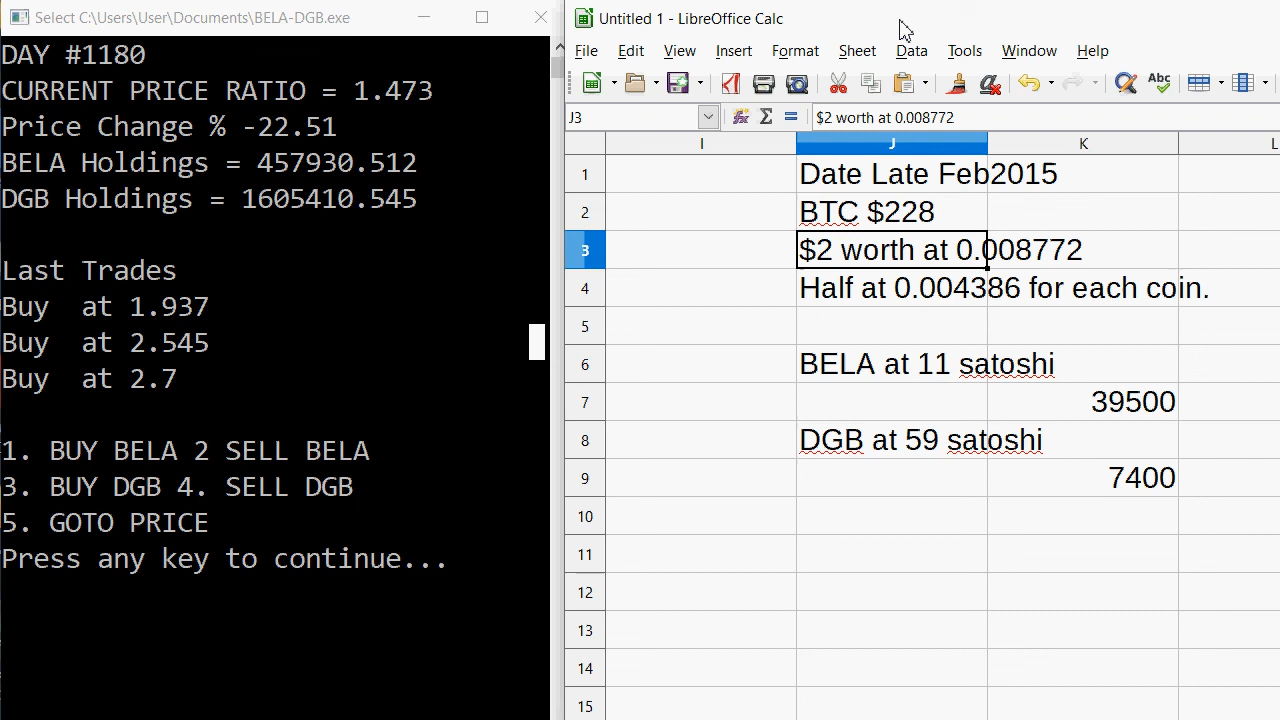 Select C:\Users\User\Documents\BELA-DGB.exe
DAY #1180
CURRENT PRICE RATIO = 1.473
Price Change % -22.51
BELA Holdings = 457930.512
DGB Holdings = 1605410.545
Last Trades
Buy at 1.937
Buy at 2.545
Buy at 2.7
1. BUY BELA 2 SELL BELA
3. BUY DGB 4. SELL DGB
5. GOTO PRICE
Press any key to continue...
Untitled 1 - LibreOffice Calc
File Edit View Insert Format Sheet Data Tools Window Help
Abc
J3 $2 worth at 0.008772
I J K L
1 Date Late Feb2015
2 BTC $228
3 $2 worth at 0.008772
4 Half at 0.004386 for each coin.
5
6 BELA at 11 satoshi
7 39500
8 DGB at 59 satoshi
9 7400
10
11
12
13
14
15